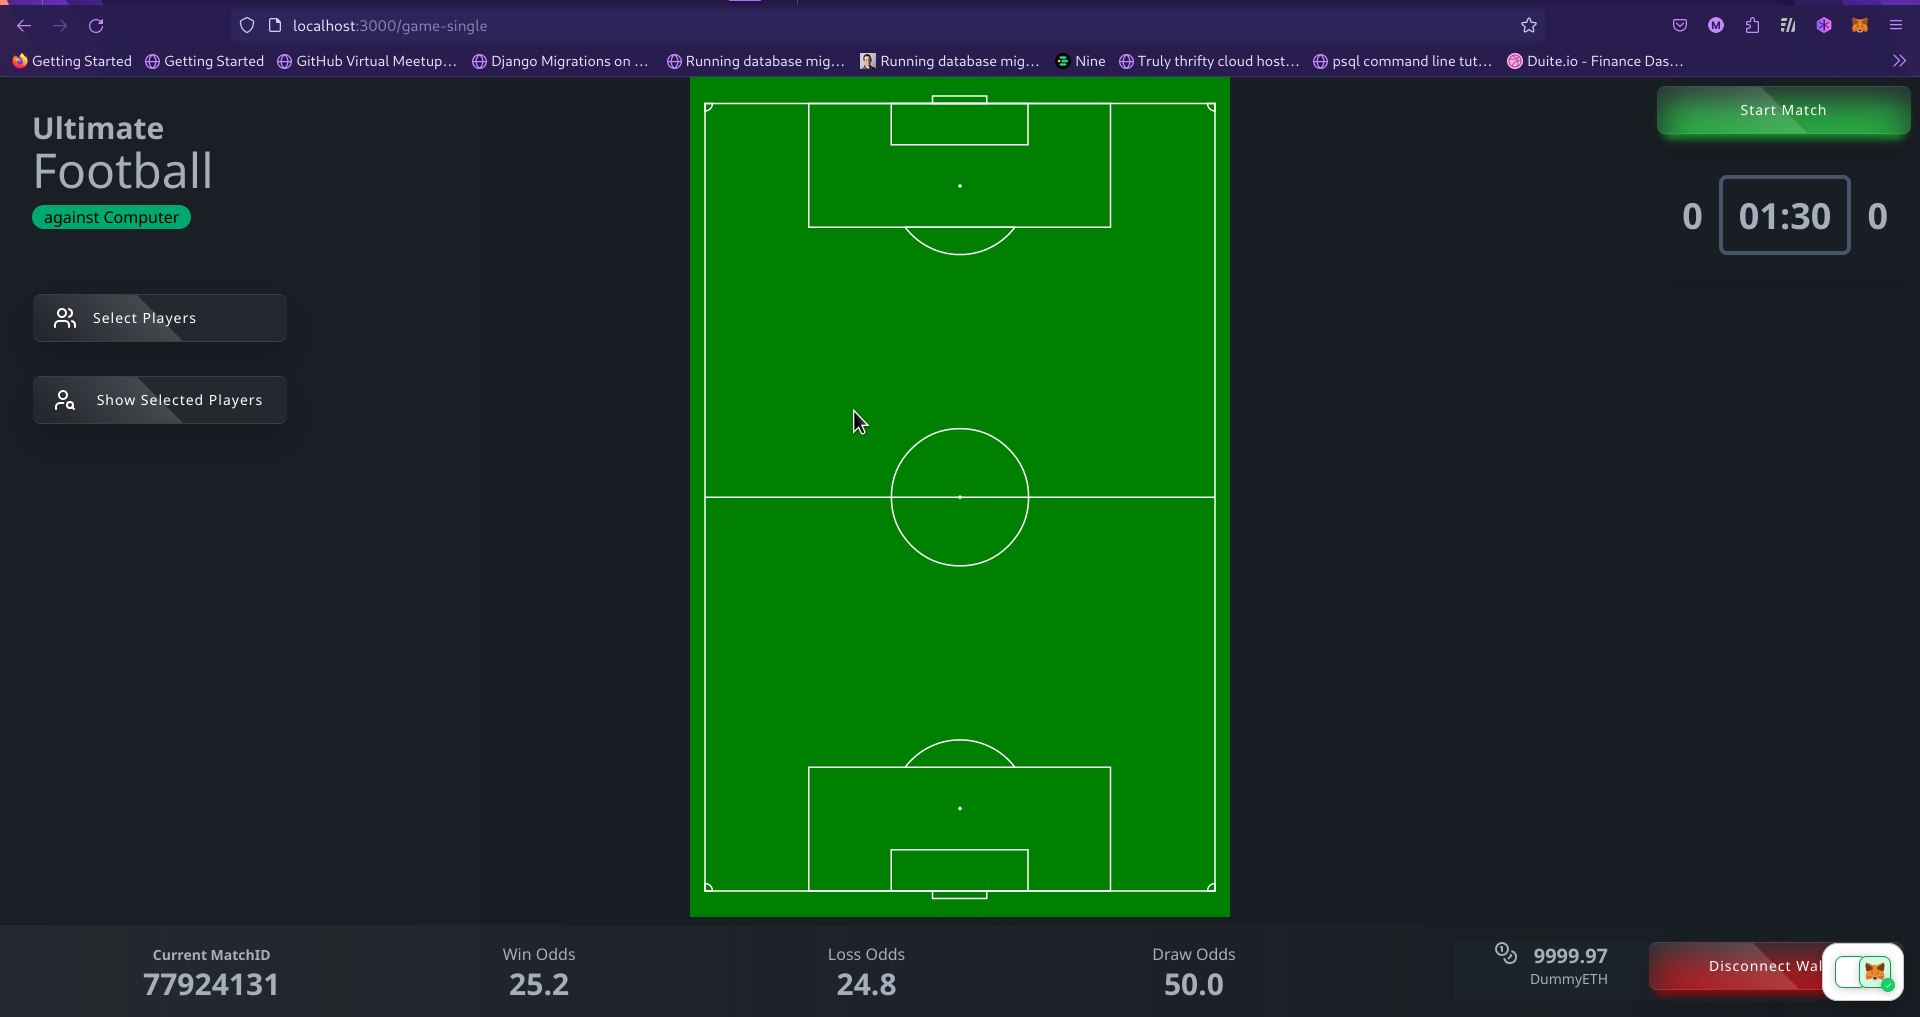 localhost:3000/game-single
Getting Started
Getting Started
GitHub Virtual Meetup...
Django Migrations on ...
Running database mig...
Running database mig...
Nine
Truly thrifty cloud host...
psql command line tut...
Duite.io - Finance Das...
Ultimate
Football
against Computer
Select Players
Show Selected Players
Start Match
0 01:30 0
Current MatchID
77924131
Win Odds
25.2
Loss Odds
24.8
Draw Odds
50.0
9999.97
DummyETH
Disconnect Wal